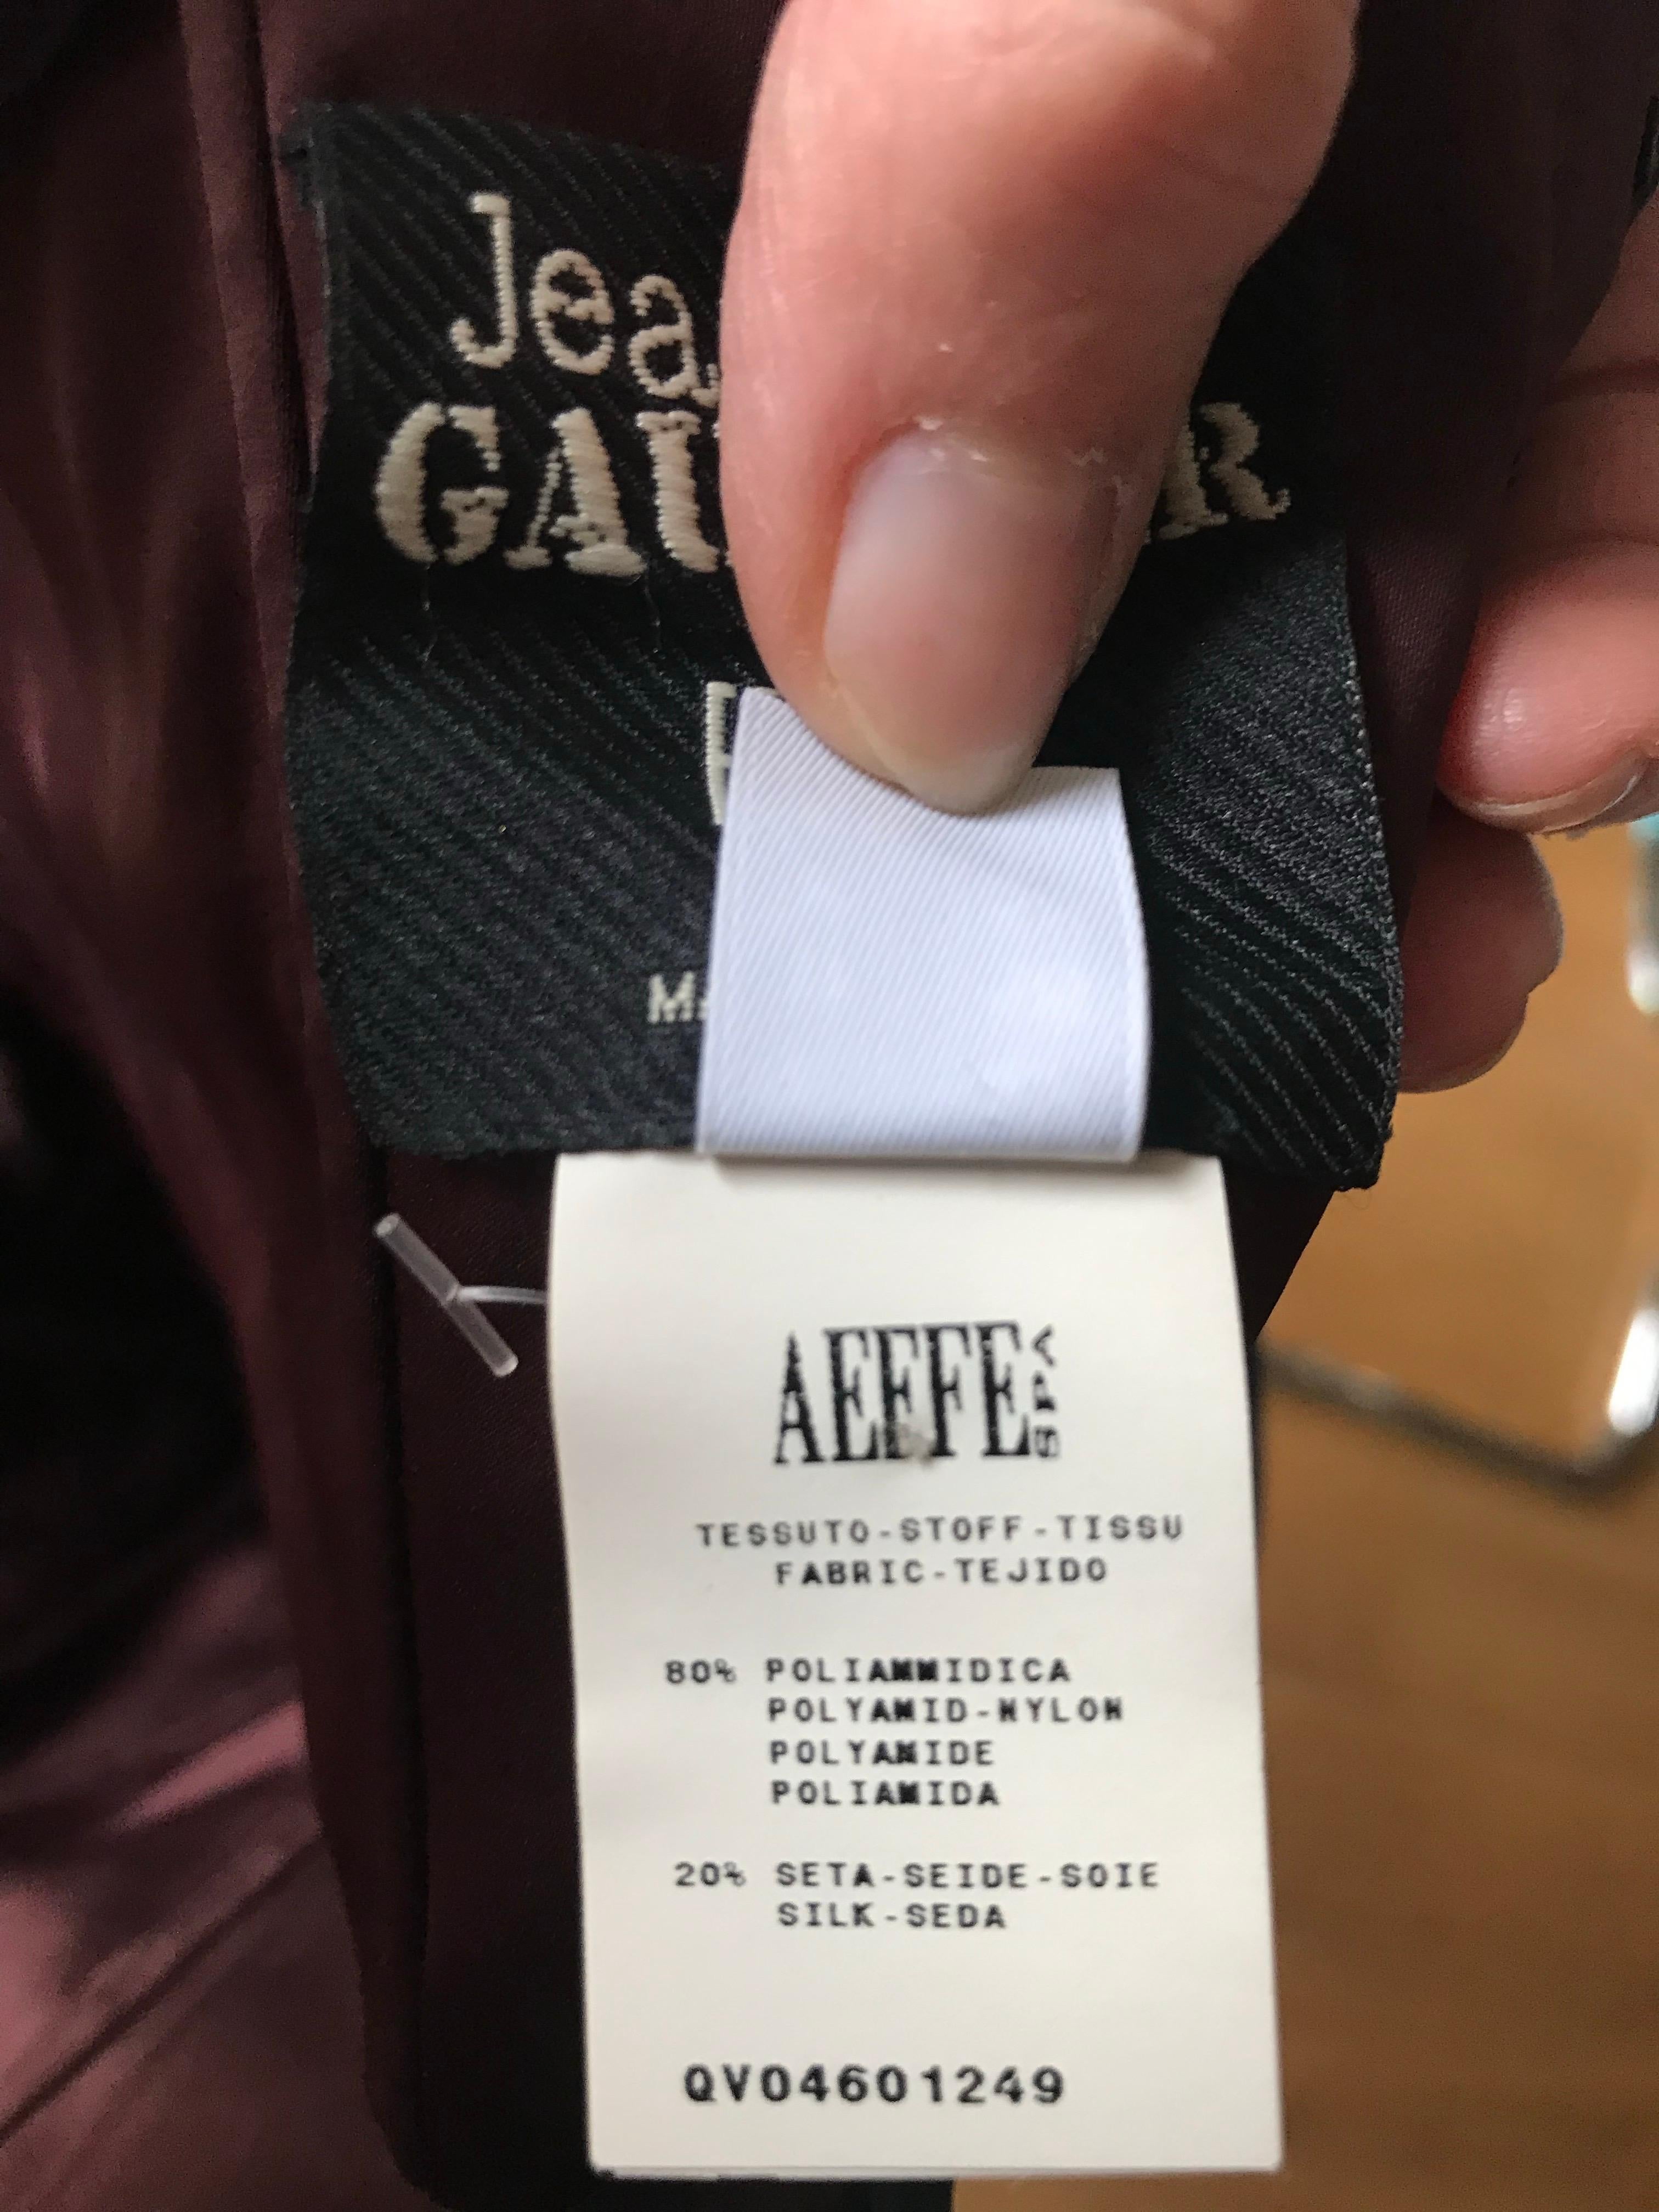 Jea
GAU R
M
AEFFE SPA
TESSUTO-STOFF-TISSU
FABRIC-TEJIDO
80% POLIAMMIDICA
POLYAMID-NYLON
POLYAMIDE
POLIAMIDA
20% SETA-SEIDE-SOIE
SILK-SEDA
QV04601249